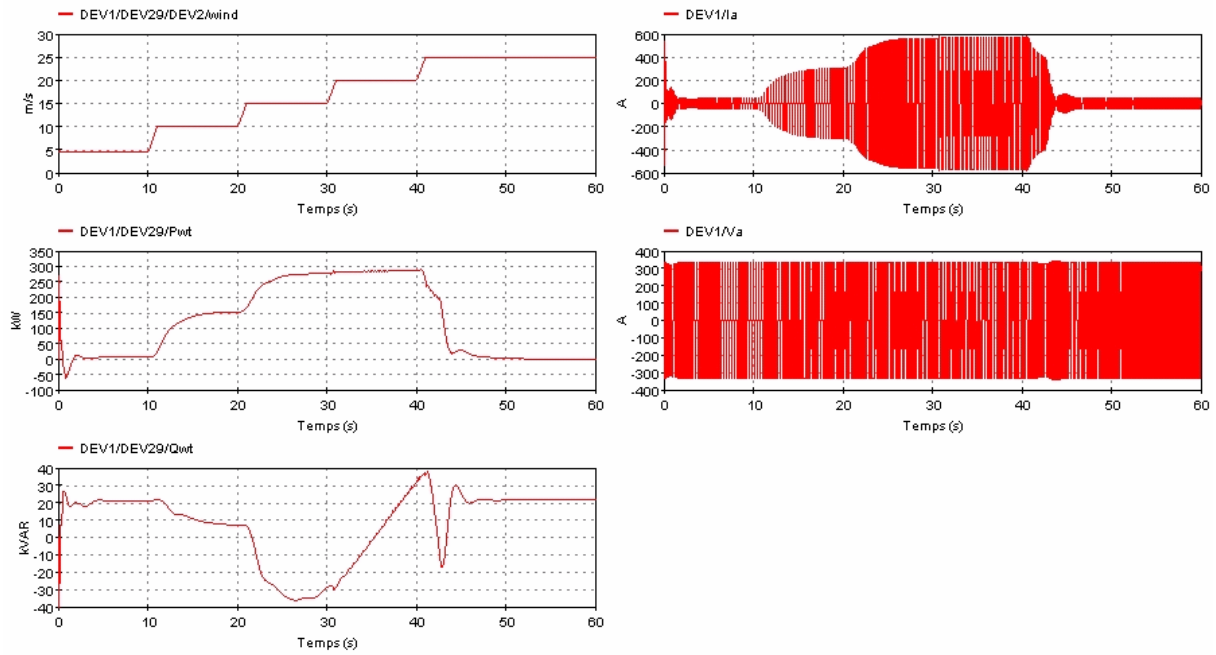 DEV1/DEV29/DEV2/wind
30
25
20
15
10
5
0
m/s
0 10 20 30 40 50 60
Temps (s)
DEV1/Ia
600
400
200
0
-200
-400
-600
A
0 10 20 30 40 50 60
Temps (s)
DEV1/DEV29/Pwt
350
300
250
200
150
100
50
0
-50
-100
kW
0 10 20 30 40 50 60
Temps (s)
DEV1/Va
400
300
200
100
0
-100
-200
-300
-400
A
0 10 20 30 40 50 60
Temps (s)
DEV1/DEV29/Qwt
40
30
20
10
0
-10
-20
-30
-40
kVAR
0 10 20 30 40 50 60
Temps (s)